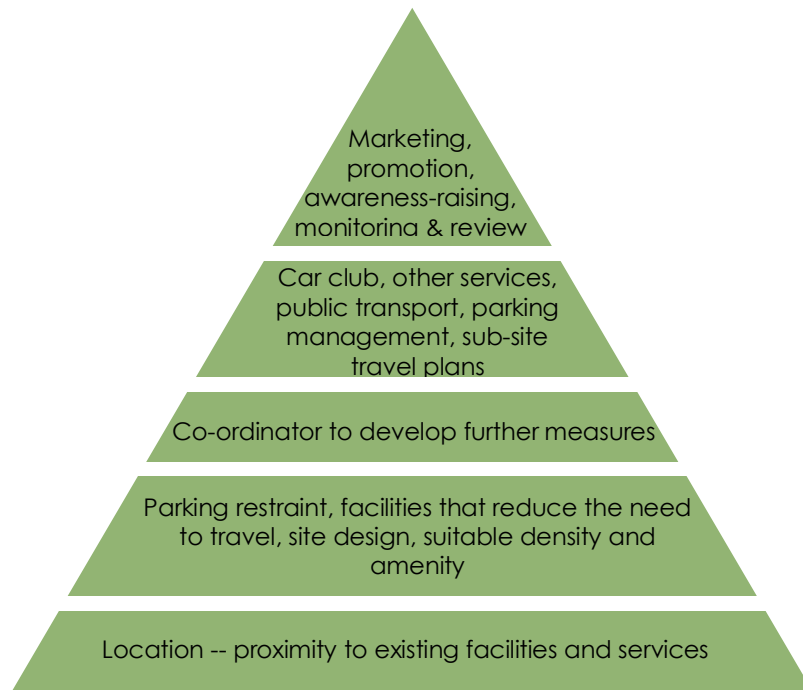 Marketing,
promotion,
awareness-raising,
monitoring & review
Car club, other services,
public transport, parking
management, sub-site
travel plans
Co-ordinator to develop further measures
Parking restraint, facilities that reduce the need
to travel, site design, suitable density and
amenity
Location -- proximity to existing facilities and services